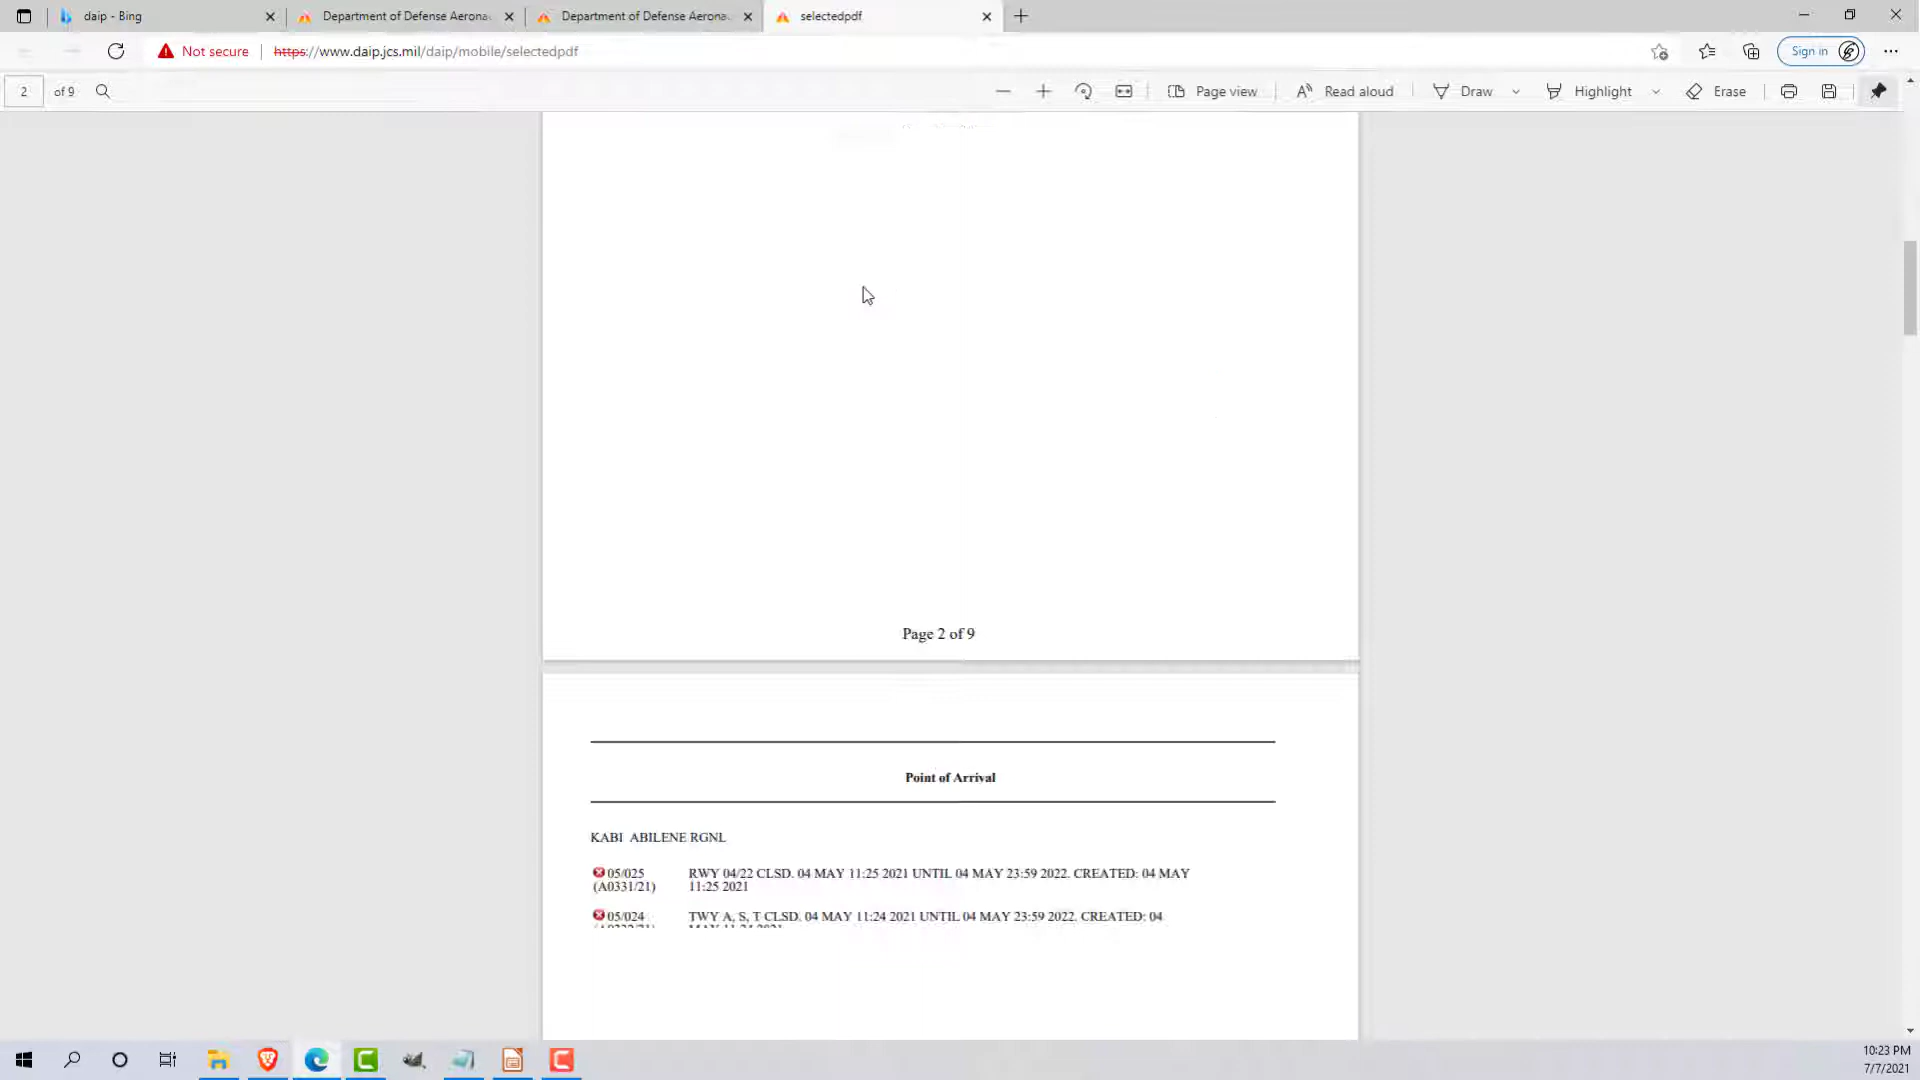 daip - Bing
Department of Defense Aerona
Department of Defense Aerona
selectedpdf
Not secure
https://www.daip.jcs.mil/daip/mobile/selectedpdf
Sign in
2 of 9
Page view
Read aloud
Draw
Highlight
Erase
Page 2 of 9
Point of Arrival
KABI ABILENE RGNL
05/025 RWY 04/22 CLSD. 04 MAY 11:25 2021 UNTIL 04 MAY 23:59 2022. CREATED: 04 MAY
(A0331/21) 11:25 2021
05/024 TWY A, S, T CLSD. 04 MAY 11:24 2021 UNTIL 04 MAY 23:59 2022. CREATED: 04
MAY 11:24 2021
10:23 PM
7/7/2021